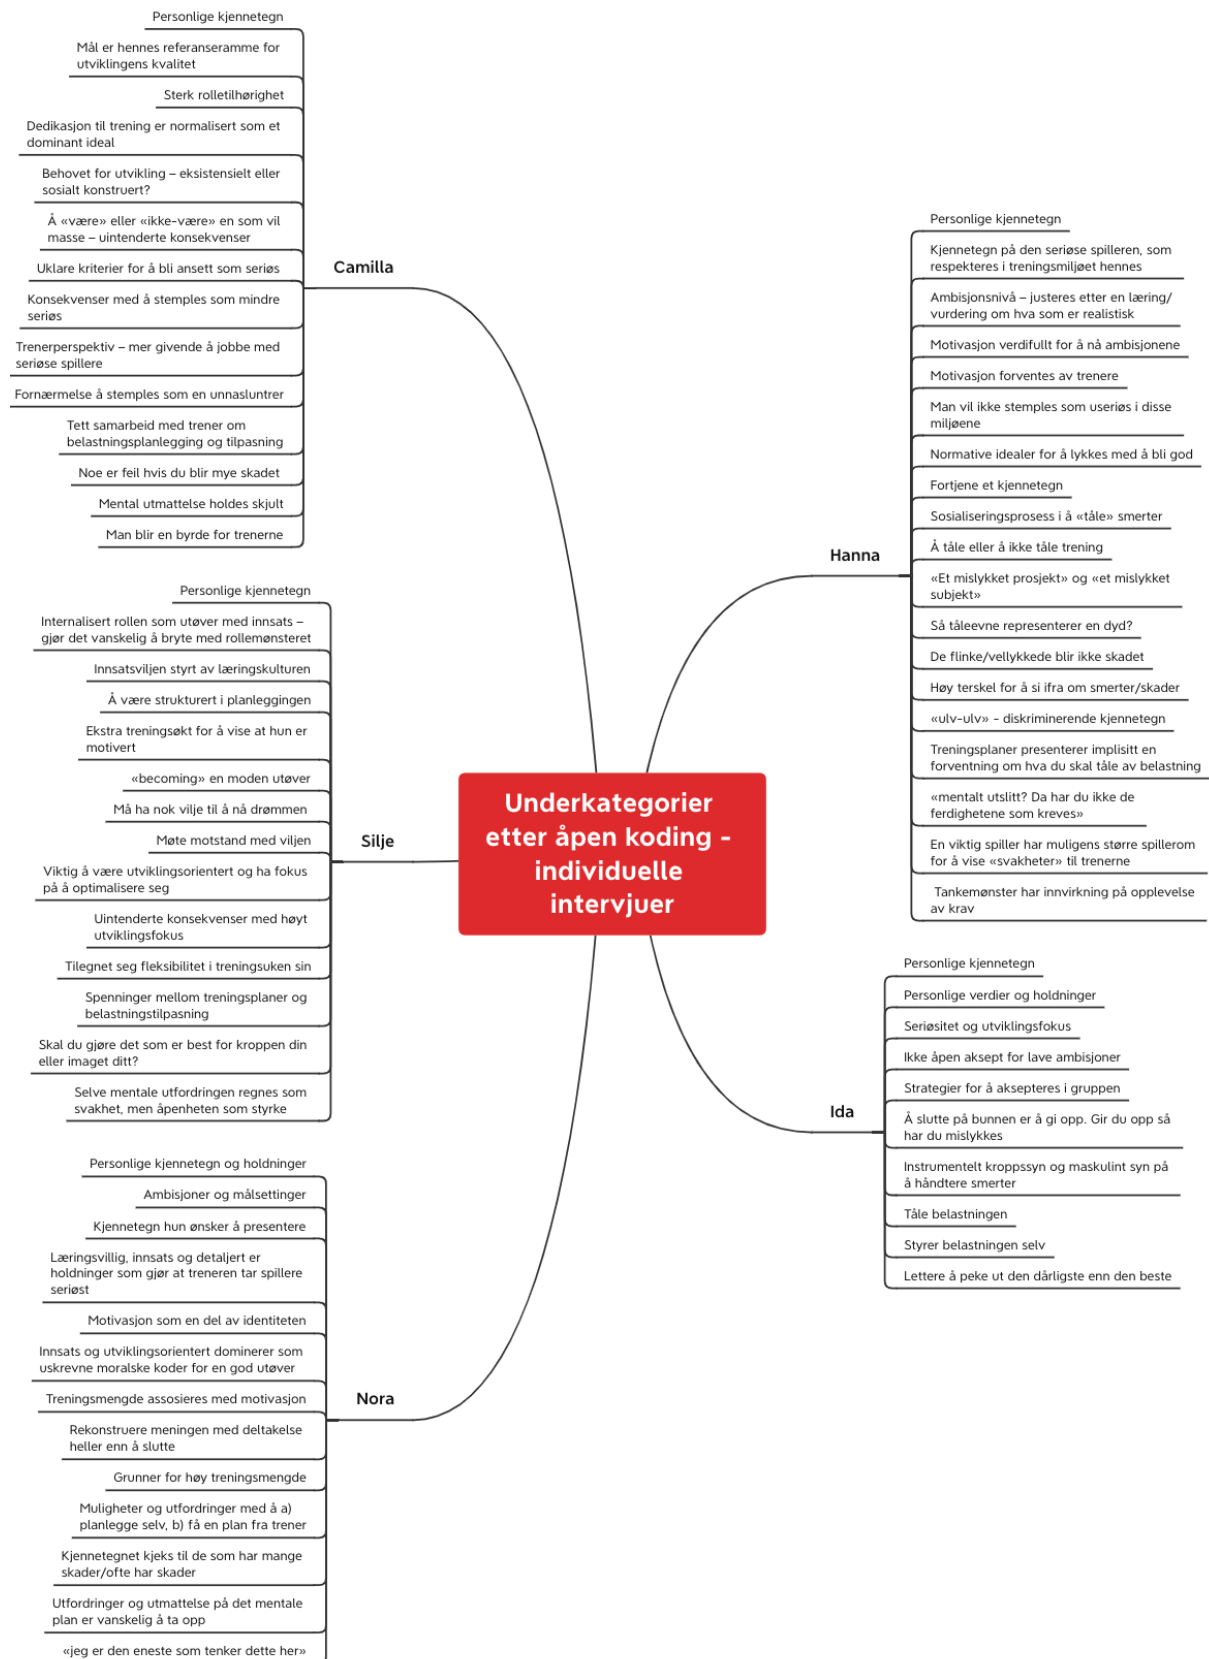 Underkategorier
etter åpen koding -
individuelle
intervjuer
Camilla
Personlige kjennetegn
Mål er hennes referanseramme for
utviklingens kvalitet
Sterk rolletilhørighet
Dedikasjon til trening er normalisert som et
dominant ideal
Behovet for utvikling – eksistensielt eller
sosialt konstruert?
Å «være» eller «ikke-være» en som vil
masse – uintenderte konsekvenser
Uklare kriterier for å bli ansett som seriøs
Konsekvenser med å stemples som mindre
seriøs
Trenerperspektiv – mer givende å jobbe med
seriøse spillere
Fornærmelse å stemples som en unnasluntrer
Tett samarbeid med trener om
belastningsplanlegging og tilpasning
Noe er feil hvis du blir mye skadet
Mental utmattelse holdes skjult
Man blir en byrde for trenerne
Silje
Personlige kjennetegn
Internalisert rollen som utøver med innsats –
gjør det vanskelig å bryte med rollemønsteret
Innsatsviljen styrt av læringskulturen
Å være strukturert i planleggingen
Ekstra treningsøkt for å vise at hun er
motivert
«becoming» en moden utøver
Må ha nok vilje til å nå drømmen
Møte motstand med viljen
Viktig å være utviklingsorientert og ha fokus
på å optimalisere seg
Uintenderte konsekvenser med høyt
utviklingsfokus
Tilegnet seg fleksibilitet i treningsuken sin
Spenninger mellom treningsplaner og
belastningstilpasning
Skal du gjøre det som er best for kroppen din
eller imaget ditt?
Selve mentale utfordringen regnes som
svakhet, men åpenheten som styrke
Nora
Personlige kjennetegn og holdninger
Ambisjoner og målsettinger
Kjennetegn hun ønsker å presentere
Læringsvillig, innsats og detaljert er
holdninger som gjør at treneren tar spillere
seriøst
Motivasjon som en del av identiteten
Innsats og utviklingsorientert dominerer som
uskrevne moralske koder for en god utøver
Treningsmengde assosieres med motivasjon
Rekonstruere meningen med deltakelse
heller enn å slutte
Grunner for høy treningsmengde
Muligheter og utfordringer med å a)
planlegge selv, b) få en plan fra trener
Kjennetegnet kjeks til de som har mange
skader/ofte har skader
Utfordringer og utmattelse på det mentale
plan er vanskelig å ta opp
«jeg er den eneste som tenker dette her»
Hanna
Personlige kjennetegn
Kjennetegn på den seriøse spilleren, som
respekteres i treningsmiljøet hennes
Ambisjonsnivå – justeres etter en læring/
vurdering om hva som er realistisk
Motivasjon verdifullt for å nå ambisjonene
Motivasjon forventes av trenere
Man vil ikke stemples som useriøs i disse
miljøene
Normative idealer for å lykkes med å bli god
Fortjene et kjennetegn
Sosialiseringsprosess i å «tåle» smerter
Å tåle eller å ikke tåle trening
«Et mislykket prosjekt» og «et mislykket
subjekt»
Så tåleevne representerer en dyd?
De flinke/vellykkede blir ikke skadet
Høy terskel for å si ifra om smerter/skader
«ulv-ulv» - diskriminerende kjennetegn
Treningsplaner presenterer implisitt en
forventning om hva du skal tåle av belastning
«mentalt utslitt? Da har du ikke de
ferdighetene som kreves»
En viktig spiller har muligens større spillerom
for å vise «svakheter» til trenerne
Tankemønster har innvirkning på opplevelse
av krav
Ida
Personlige kjennetegn
Personlige verdier og holdninger
Seriøsitet og utviklingsfokus
Ikke åpen aksept for lave ambisjoner
Strategier for å aksepteres i gruppen
Å slutte på bunnen er å gi opp. Gir du opp så
har du mislykkes
Instrumentelt kroppssyn og maskulint syn på
å håndtere smerter
Tåle belastningen
Styrer belastningen selv
Lettere å peke ut den dårligste enn den beste